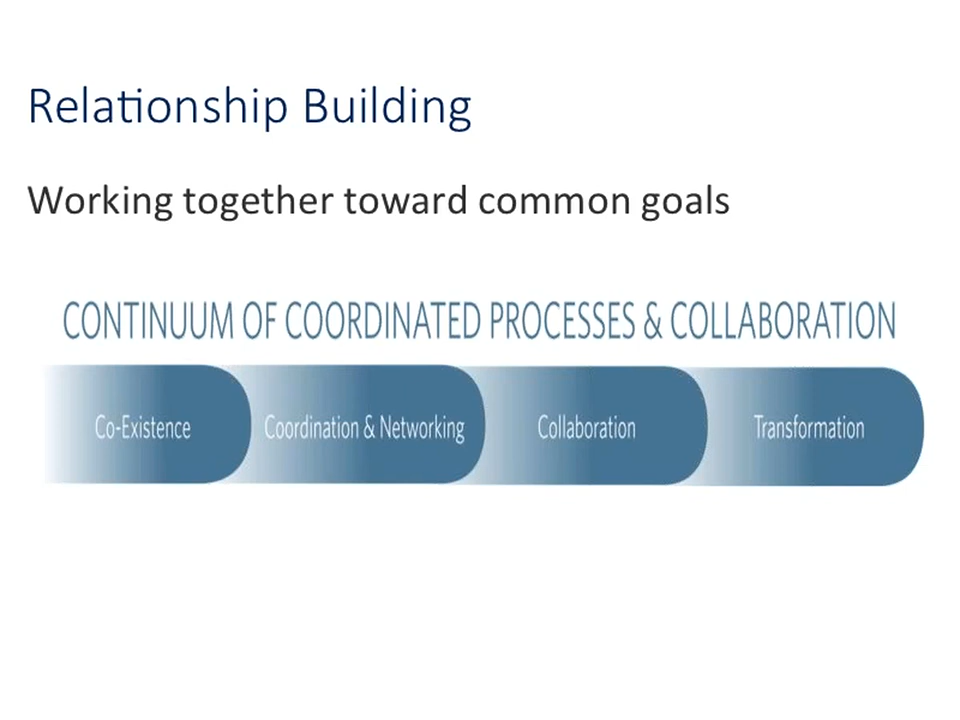 Relationship Building
Working together toward common goals
CONTINUUM OF COORDINATED PROCESSES & COLLABORATION
Co-Existence
Coordination & Networking
Collaboration
Transformation